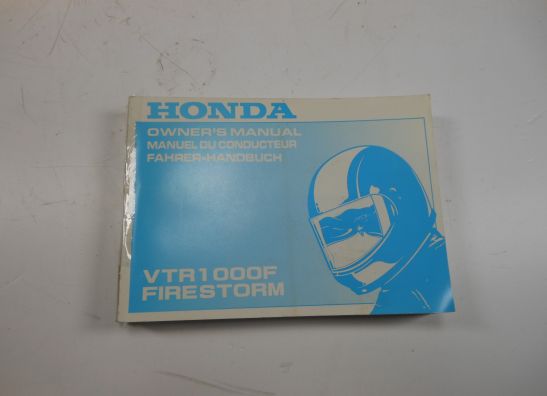 HONDA
OWNER'S MANUAL
MANUEL DU CONDUCTEUR
FAHRER-HANDBUCH
VTR1000F
FIRESTORM